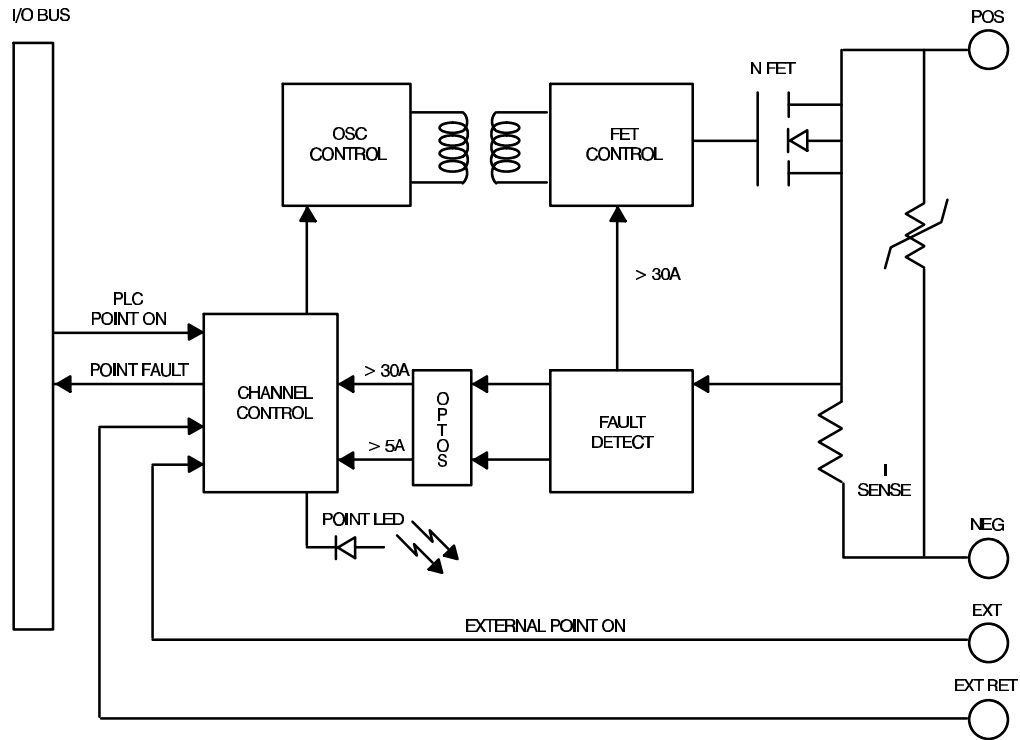 I/O BUS
POS
N FET
OSC
CONTROL
FET
CONTROL
> 30A
PLC
POINT ON
POINT FAULT
> 30A
CHANNEL
CONTROL
OPTOS
FAULT
DETECT
> 5A
I
SENSE
POINT LED
NEG
EXT
EXTERNAL POINT ON
EXT RET